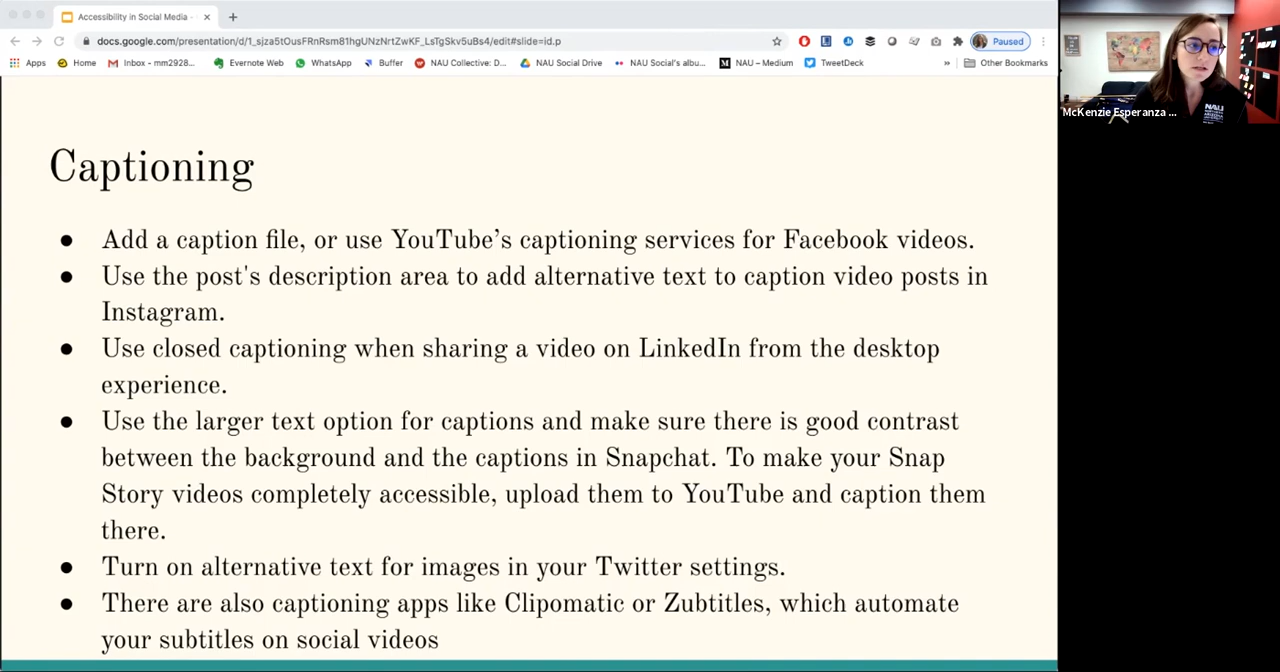 Accessibility in Social Media -
docs.google.com/presentation/d/1_sjza5tOusFRnRsm81hgUNzNrtZwKF_LsTgSkv5uBs4/edit#slide=id.p
Paused
Apps
Home
Inbox - mm2928...
Evernote Web
WhatsApp
Buffer
NAU Collective: D...
NAU Social Drive
NAU Social's albu...
NAU – Medium
TweetDeck
»
Other Bookmarks
McKenzie Esperanza ...
NAU
Captioning
● Add a caption file, or use YouTube’s captioning services for Facebook videos.
● Use the post's description area to add alternative text to caption video posts in
Instagram.
● Use closed captioning when sharing a video on LinkedIn from the desktop
experience.
● Use the larger text option for captions and make sure there is good contrast
between the background and the captions in Snapchat. To make your Snap
Story videos completely accessible, upload them to YouTube and caption them
there.
● Turn on alternative text for images in your Twitter settings.
● There are also captioning apps like Clipomatic or Zubtitles, which automate
your subtitles on social videos